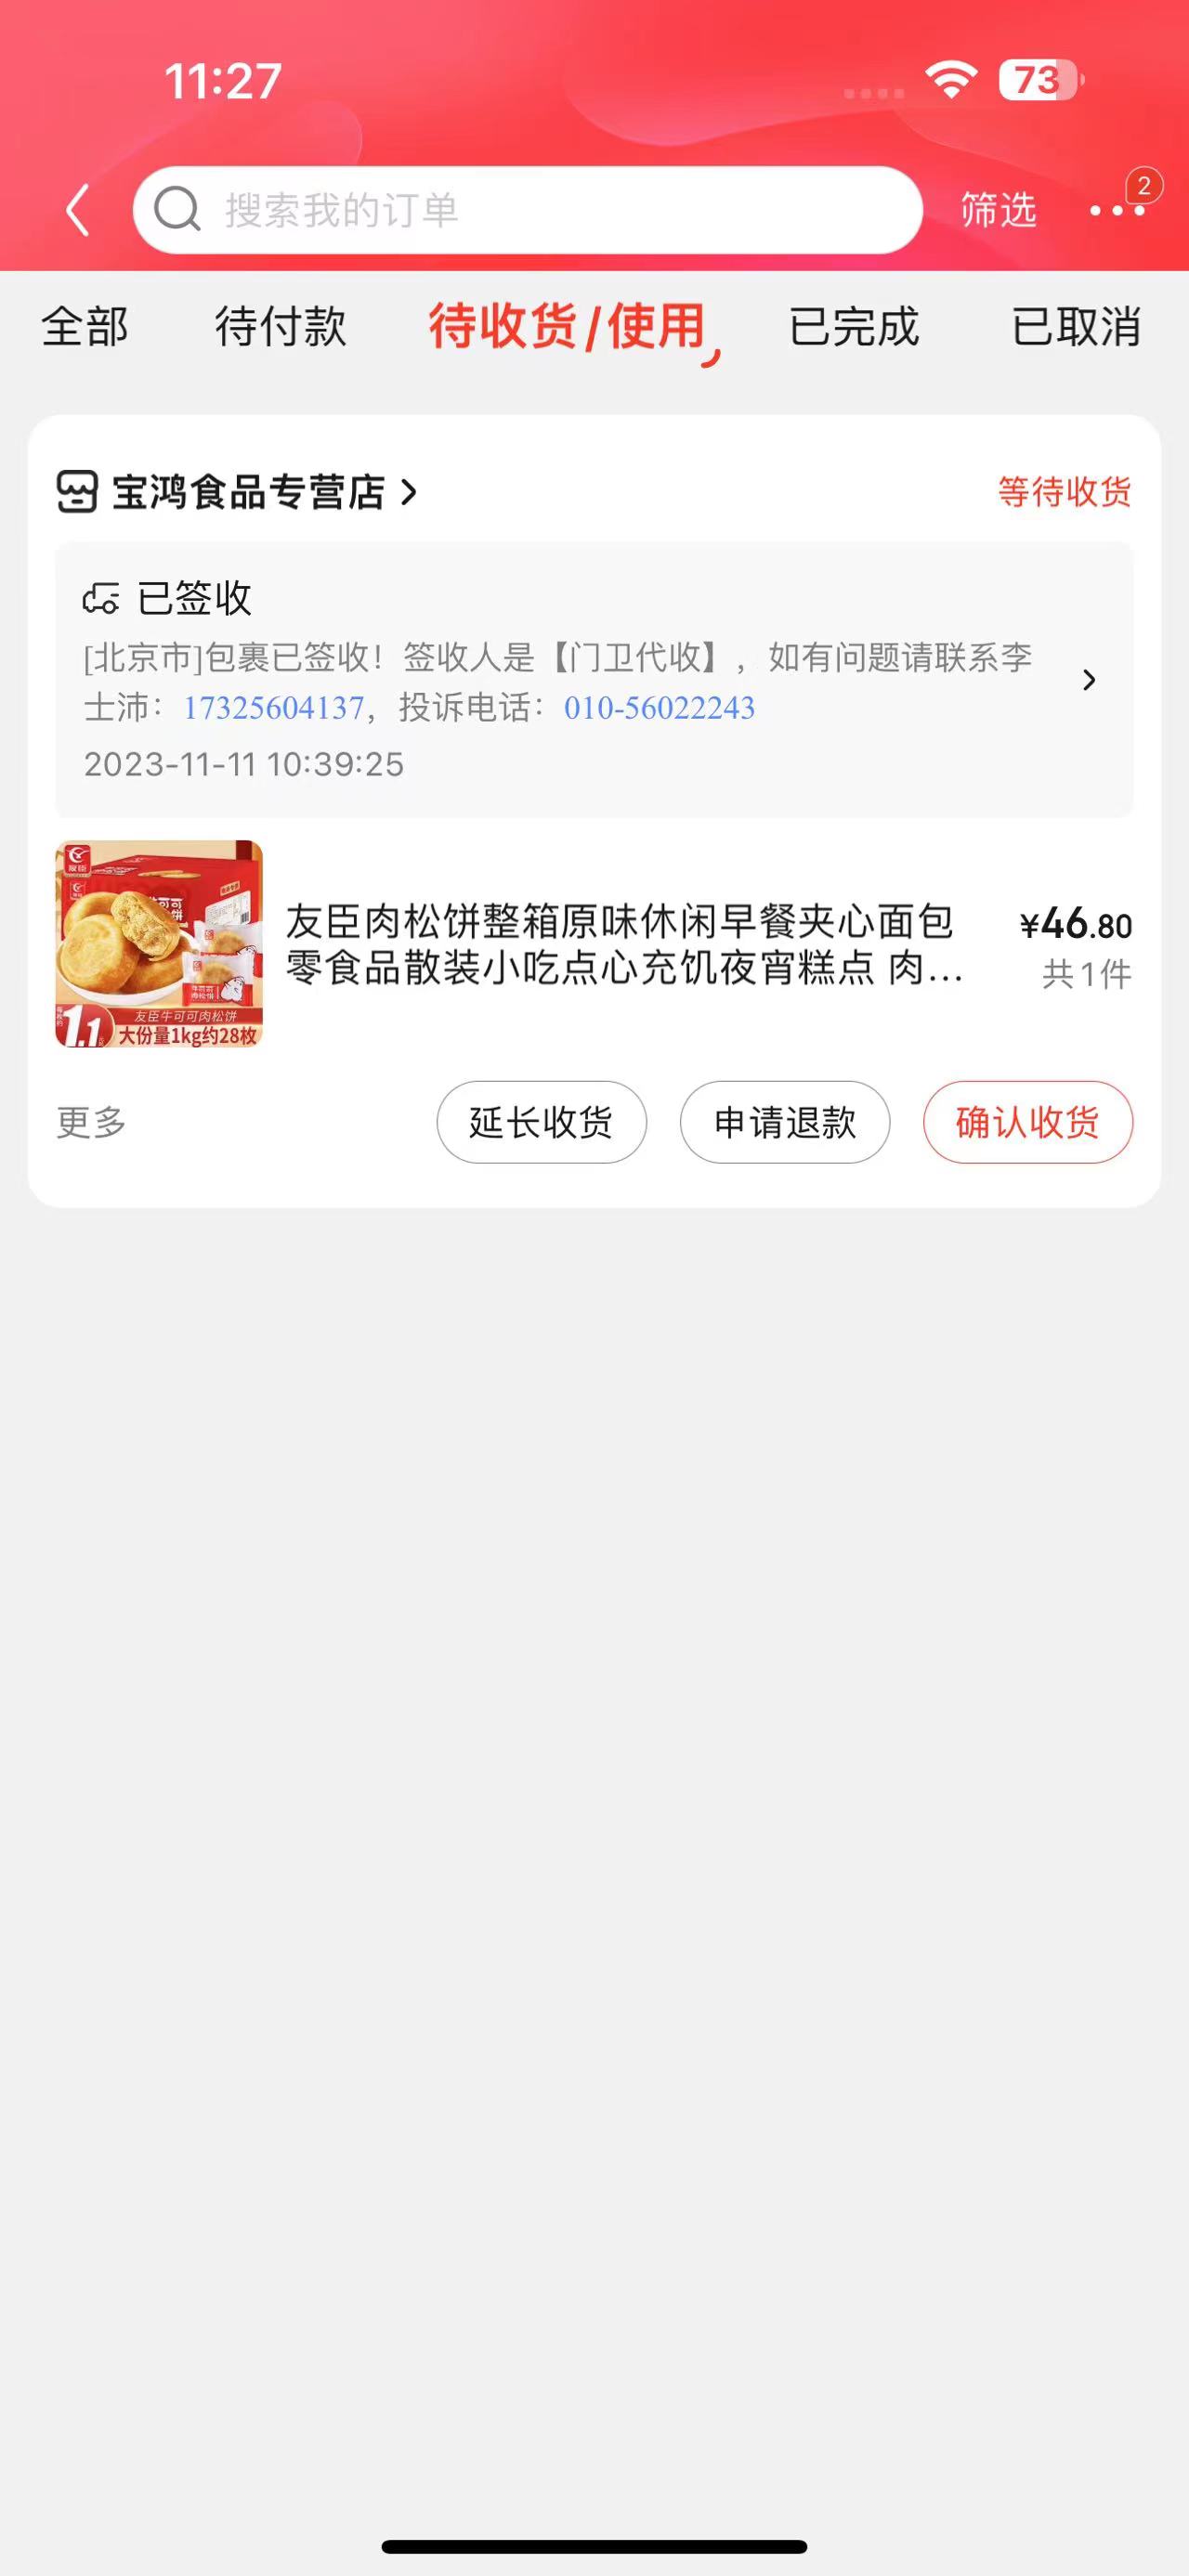 11:27
73
搜索我的订单
筛选
2
全部
待付款
待收货/使用
已完成
已取消
宝鸿食品专营店
等待收货
已签收
[北京市]包裹已签收！签收人是【门卫代收】，如有问题请联系李
士沛：17325604137，投诉电话：010-56022243
2023-11-11 10:39:25
友臣肉松饼整箱原味休闲早餐夹心面包
零食品散装小吃点心充饥夜宵糕点 肉...
¥46.80
共1件
友臣牛可可肉松饼
1.1
大份量1kg约28枚
更多
延长收货
申请退款
确认收货